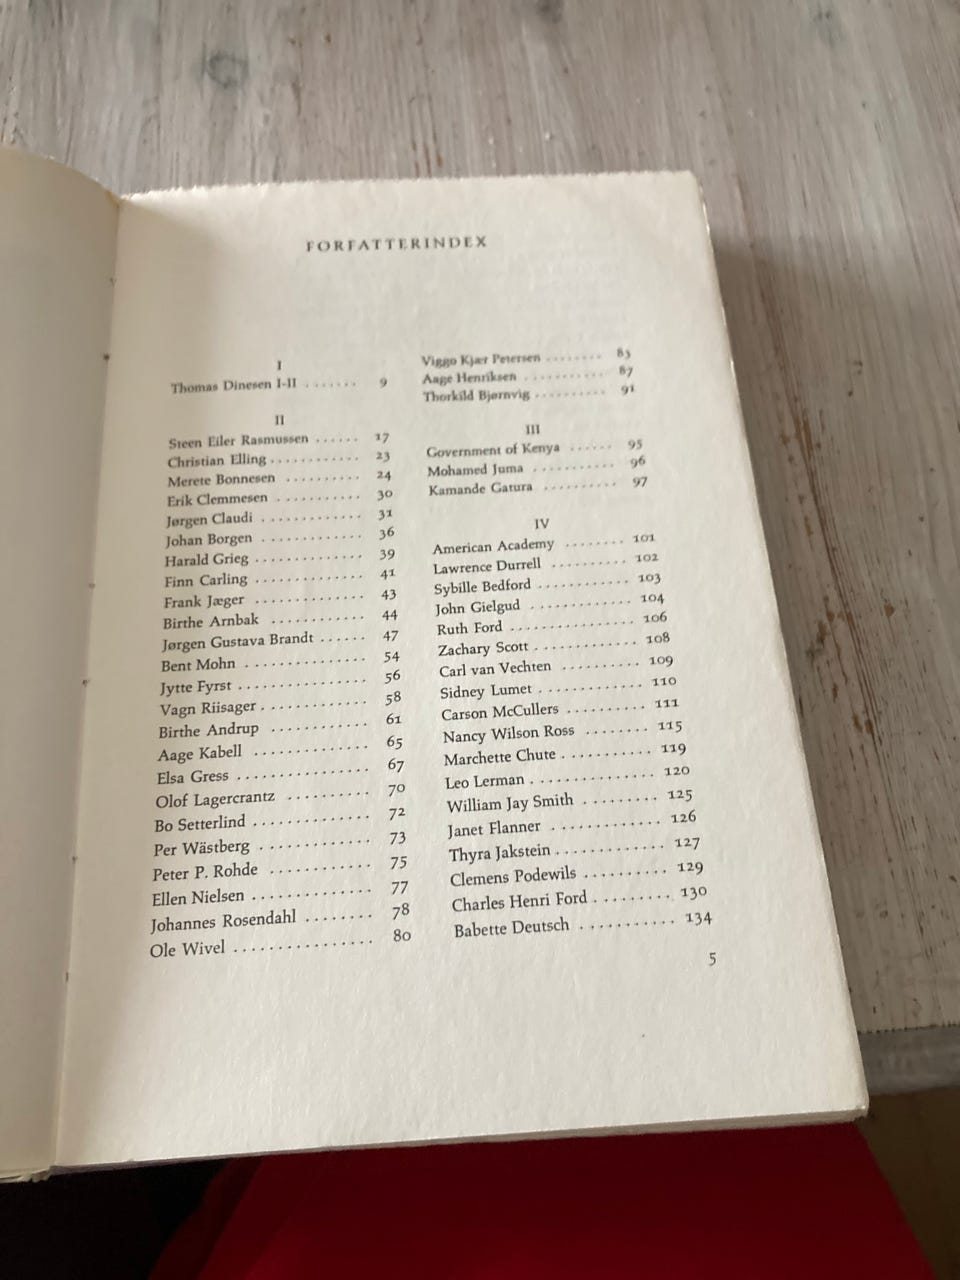 FORFATTERINDEX
I
Thomas Dinesen I-II ....... 9
II
Steen Eiler Rasmussen ...... 17
Christian Elling ............ 23
Merete Bonnesen .......... 24
Erik Clemmesen ........... 30
Jørgen Claudi ............. 31
Johan Borgen ............. 36
Harald Grieg .............. 39
Finn Carling .............. 41
Frank Jæger .............. 43
Birthe Arnbak ............ 44
Jørgen Gustava Brandt ...... 47
Bent Mohn ............... 54
Jytte Fyrst ................ 56
Vagn Riisager ............. 58
Birthe Andrup ........... 61
Aage Kabell .............. 65
Elsa Gress ................ 67
Olof Lagercrantz .......... 70
Bo Setterlind ............. 72
Per Wästberg ............. 73
Peter P. Rohde ............ 75
Ellen Nielsen .............. 77
Johannes Rosendahl ........ 78
Ole Wivel ................ 80
Viggo Kjær Petersen ........ 83
Aage Henriksen ........... 87
Thorkild Bjørnvig .......... 91
III
Government of Kenya ...... 95
Mohamed Juma ........... 96
Kamande Gatura .......... 97
IV
American Academy ........ 101
Lawrence Durrell .......... 102
Sybille Bedford ............ 103
John Gielgud ............. 104
Ruth Ford ................ 106
Zachary Scott ............. 108
Carl van Vechten .......... 109
Sidney Lumet ............. 110
Carson McCullers .......... 111
Nancy Wilson Ross ........ 115
Marchette Chute ........... 119
Leo Lerman ............... 120
William Jay Smith ......... 125
Janet Flanner ............. 126
Thyra Jakstein ............. 127
Clemens Podewils .......... 129
Charles Henri Ford ......... 130
Babette Deutsch ........... 134
5